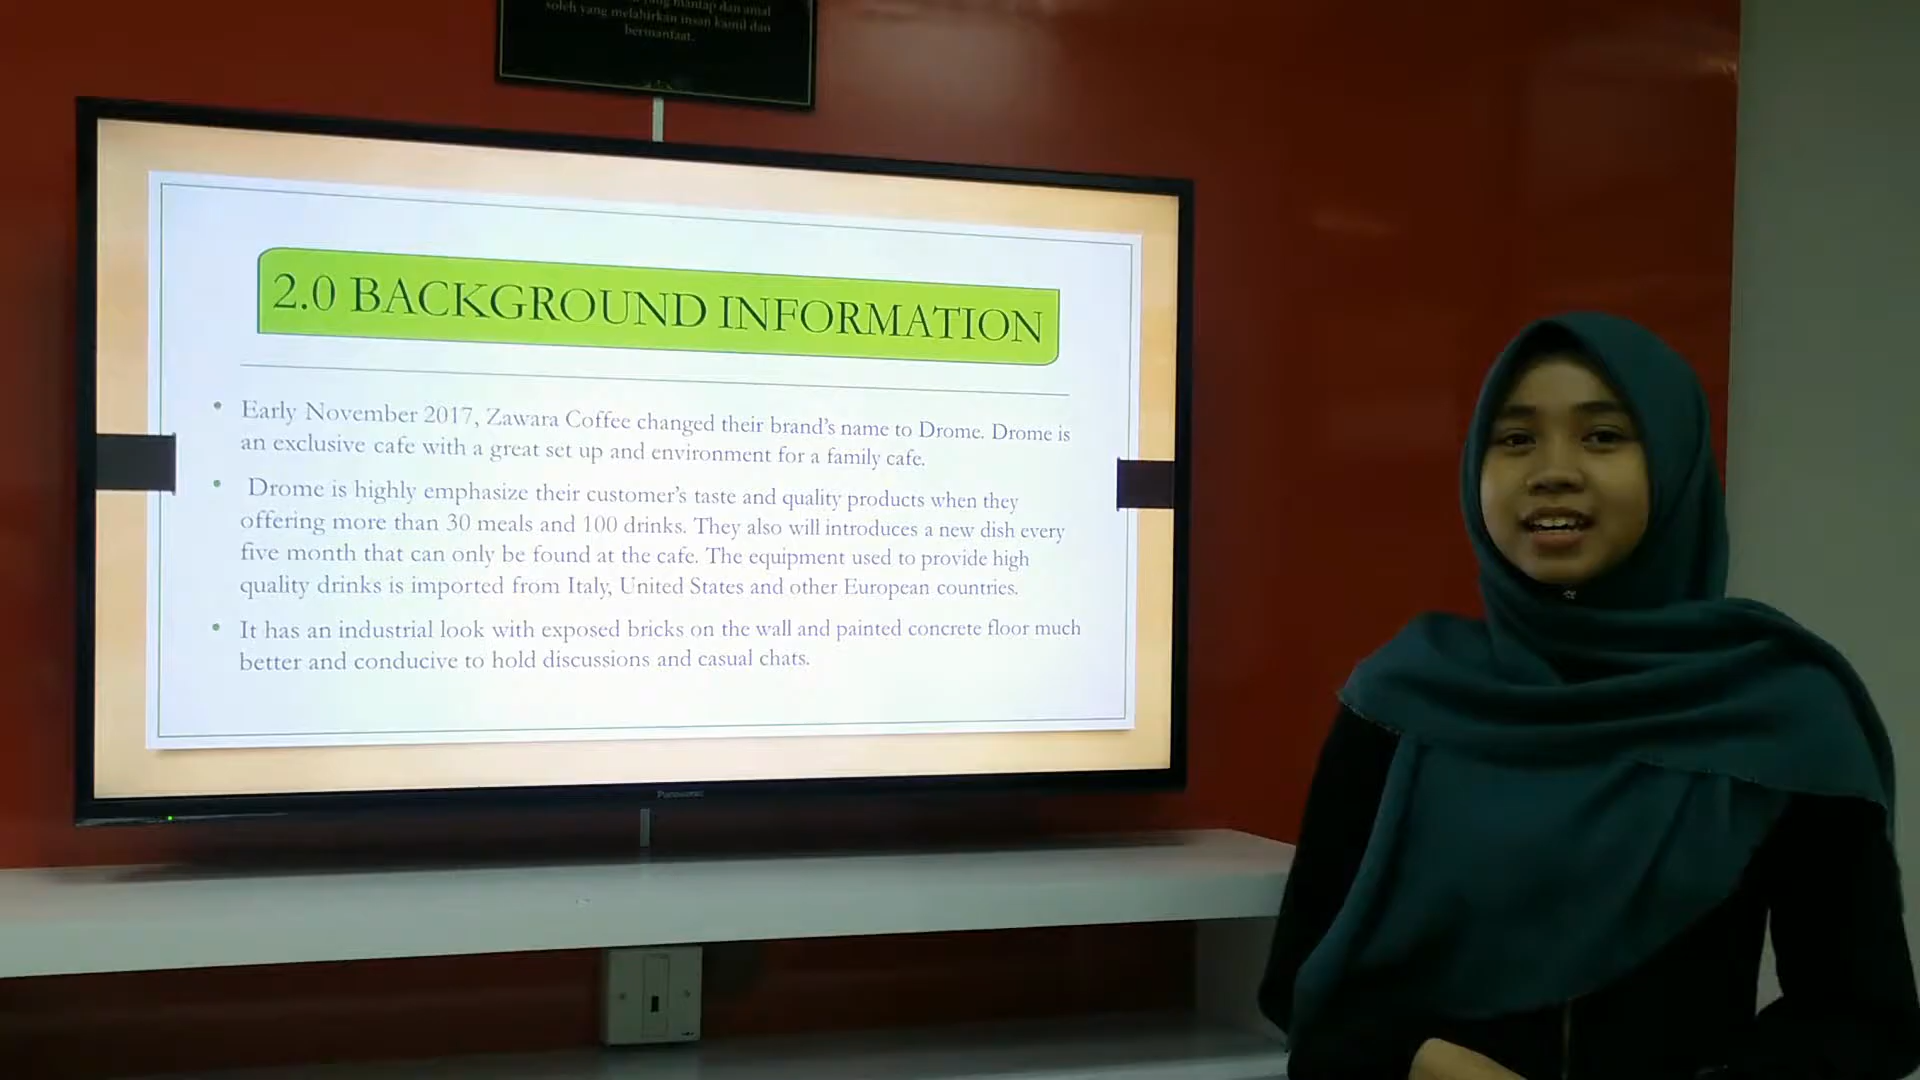 yang mantap dan amal
soleh yang melahirkan insan kamil dan
bermanfaat.
2.0 BACKGROUND INFORMATION
• Early November 2017, Zawara Coffee changed their brand's name to Drome. Drome is
an exclusive cafe with a great set up and environment for a family cafe.
• Drome is highly emphasize their customer's taste and quality products when they
offering more than 30 meals and 100 drinks. They also will introduces a new dish every
five month that can only be found at the cafe. The equipment used to provide high
quality drinks is imported from Italy, United States and other European countries.
• It has an industrial look with exposed bricks on the wall and painted concrete floor much
better and conducive to hold discussions and casual chats.
Panasonic